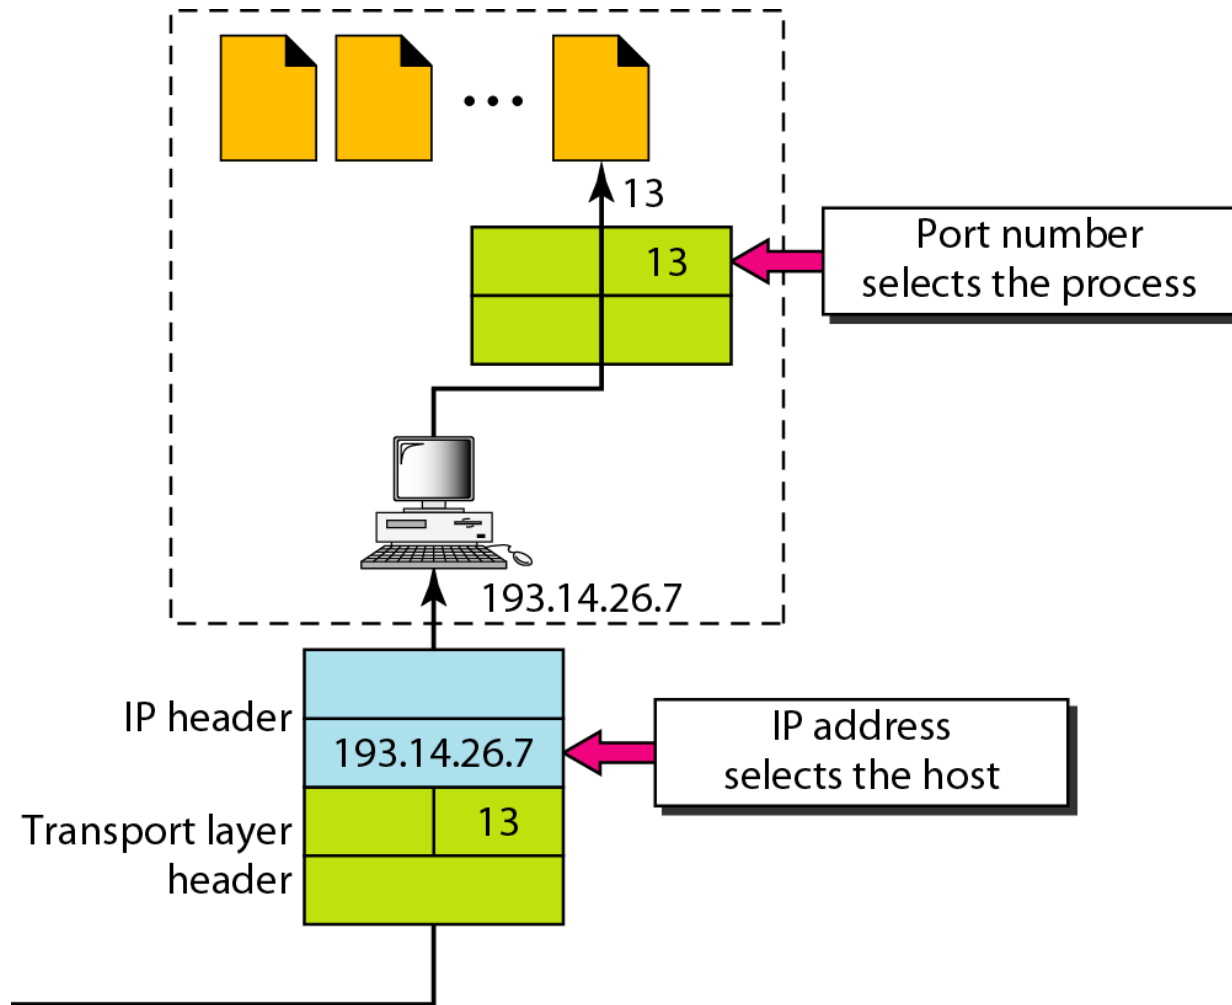 13
13
Port number
selects the process
193.14.26.7
IP header
193.14.26.7
IP address
selects the host
Transport layer
header
13